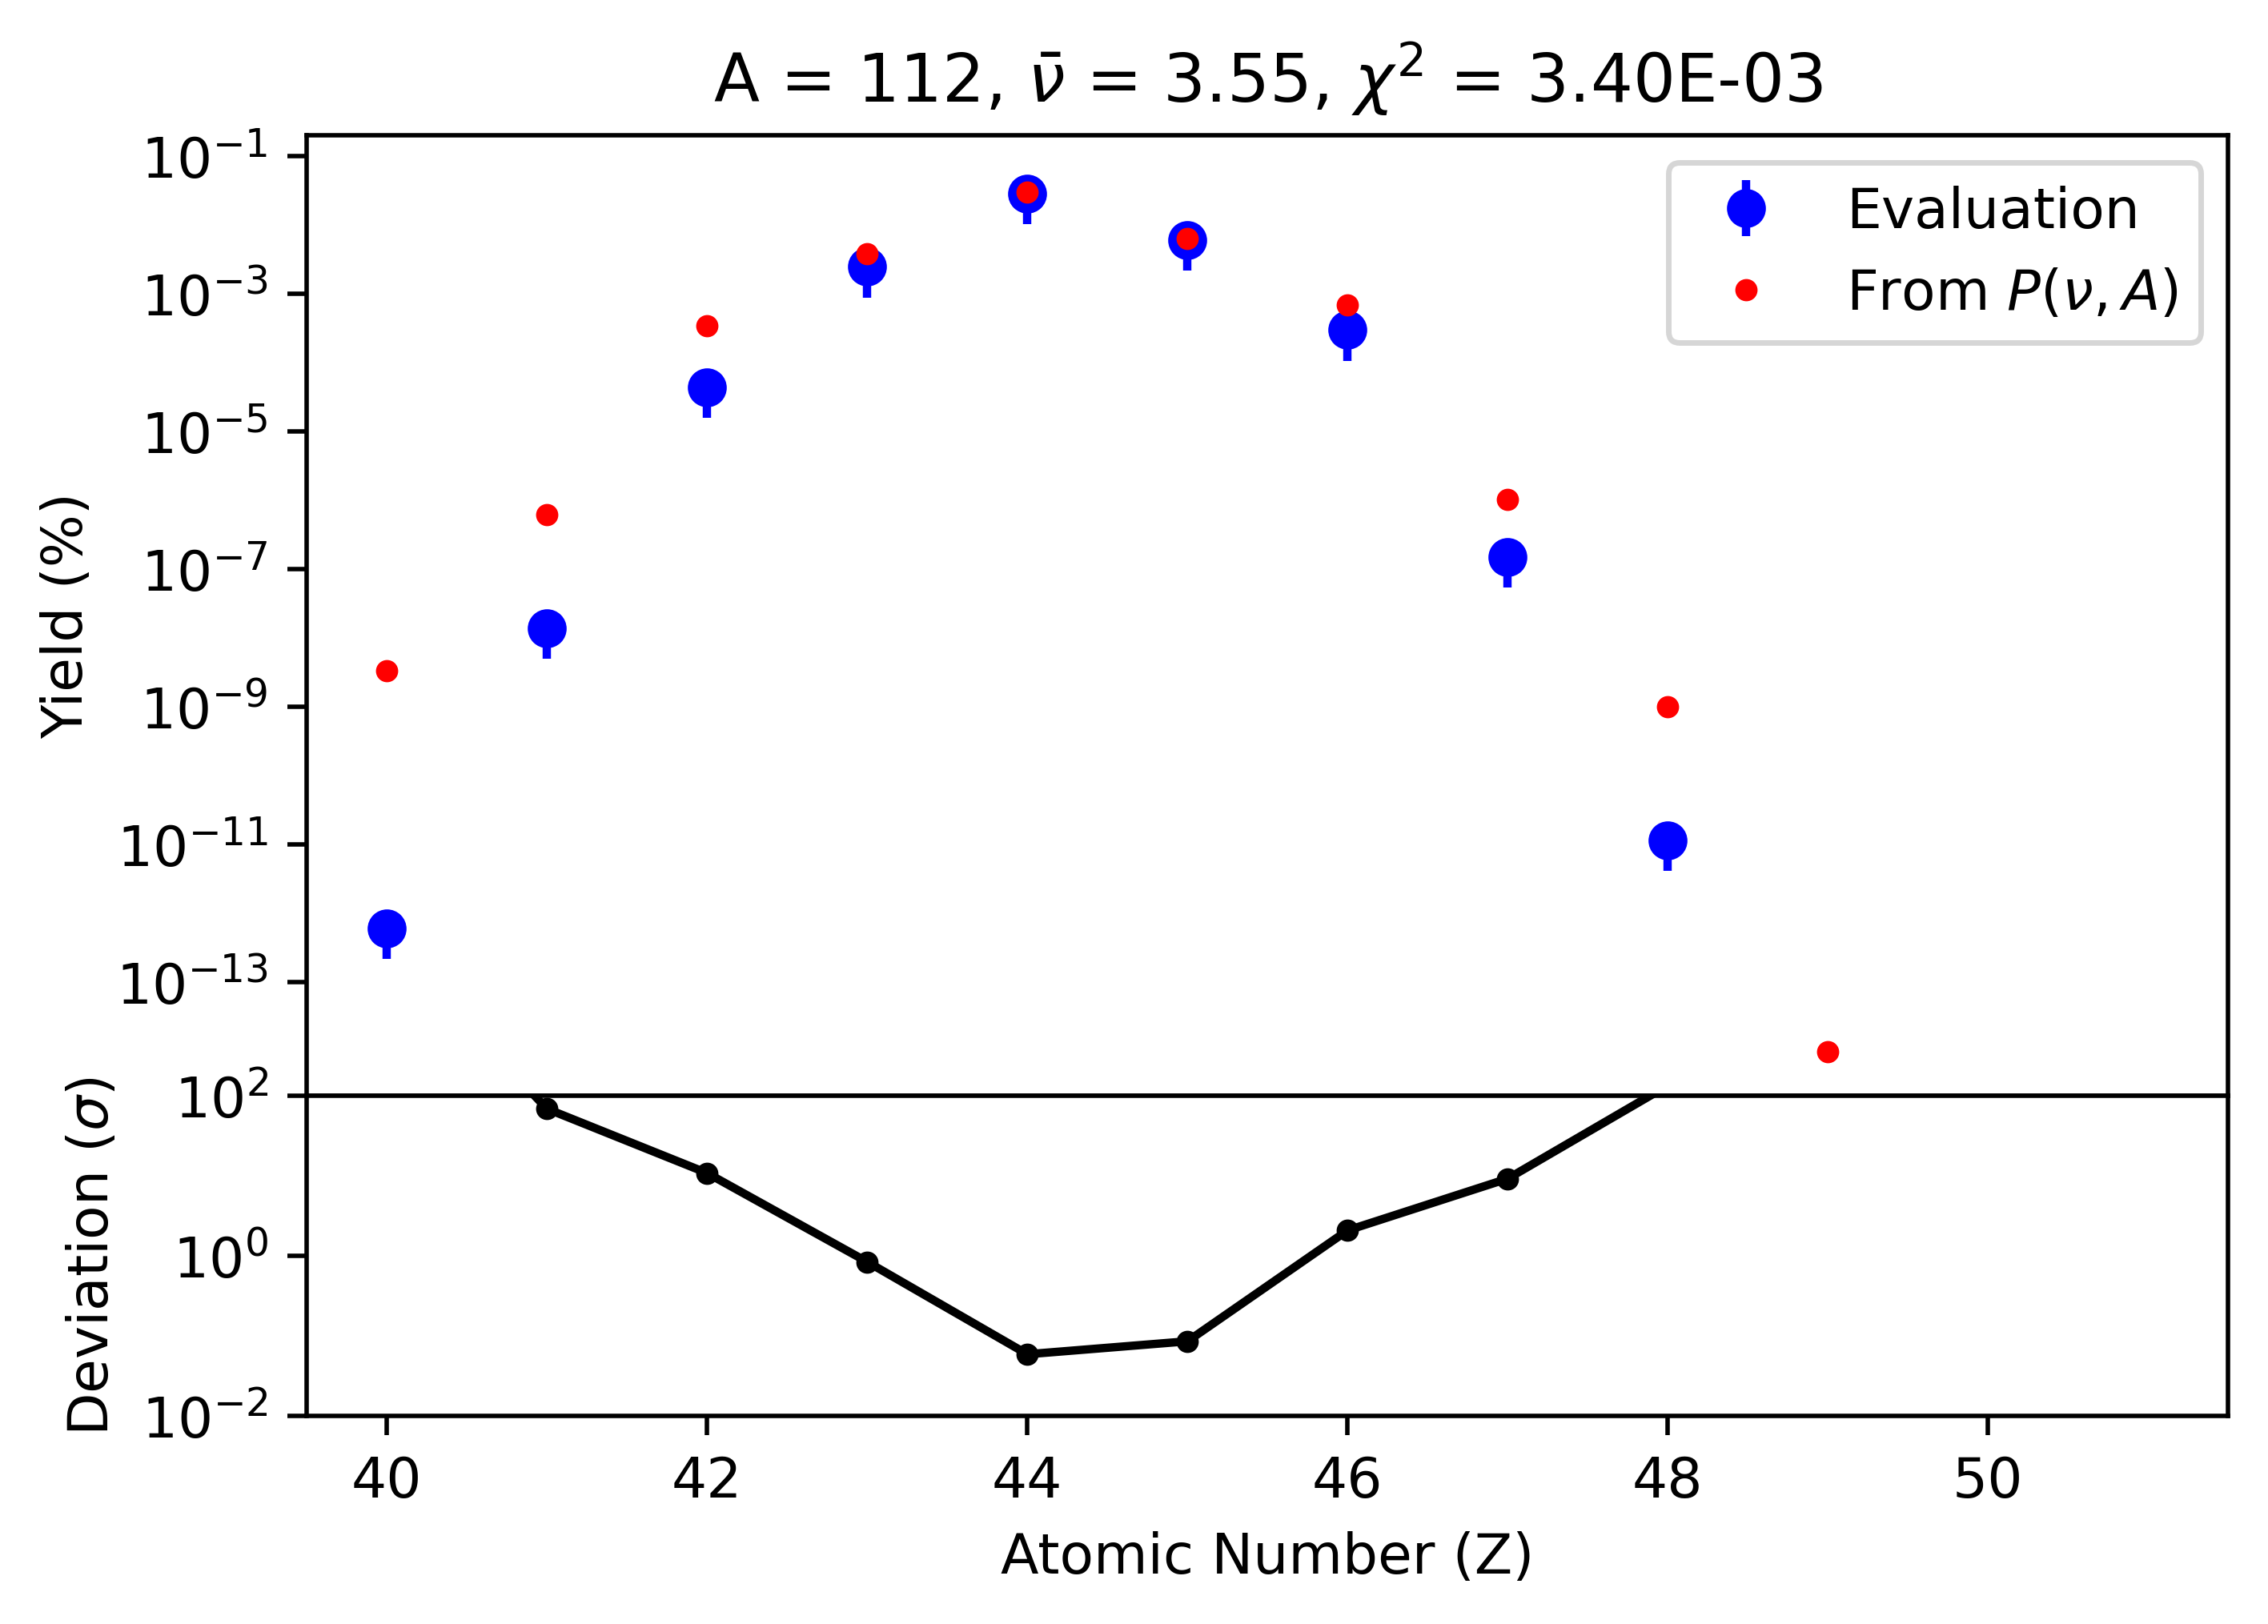 A = 112, ν̄ = 3.55, χ² = 3.40E-03
Evaluation
From P(ν, A)
Yield (%)
10⁻¹
10⁻³
10⁻⁵
10⁻⁷
10⁻⁹
10⁻¹¹
10⁻¹³
Deviation (σ)
10²
10⁰
10⁻²
40 42 44 46 48 50
Atomic Number (Z)